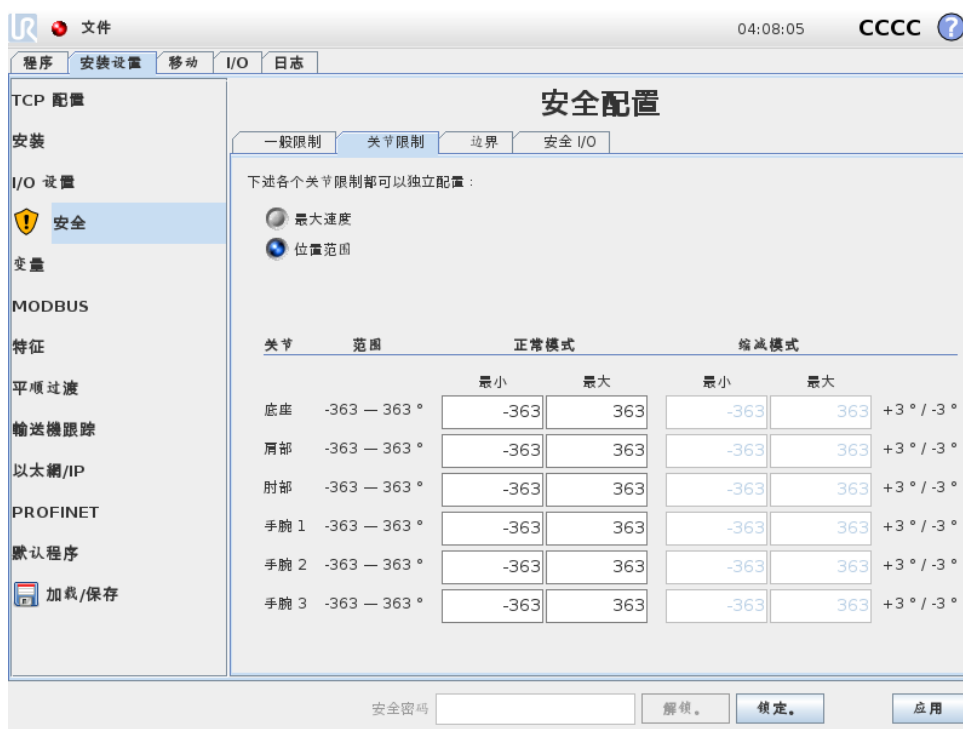 UR 文件 04:08:05 CCCC ?
程序 安装设置 移动 I/O 日志
TCP 配置
安装
I/O 设置
安全
变量
MODBUS
特征
平顺过渡
輸送機跟踪
以太網/IP
PROFINET
默认程序
加载/保存
安全配置
一般限制 关节限制 边界 安全 I/O
下述各个关节限制都可以独立配置:
最大速度
位置范围
关节 范围 正常模式 缩减模式
最小 最大 最小 最大
底座 -363 — 363 ° -363 363 -363 363 +3 ° / -3 °
肩部 -363 — 363 ° -363 363 -363 363 +3 ° / -3 °
肘部 -363 — 363 ° -363 363 -363 363 +3 ° / -3 °
手腕 1 -363 — 363 ° -363 363 -363 363 +3 ° / -3 °
手腕 2 -363 — 363 ° -363 363 -363 363 +3 ° / -3 °
手腕 3 -363 — 363 ° -363 363 -363 363 +3 ° / -3 °
安全密码 解锁。 锁定。 应用